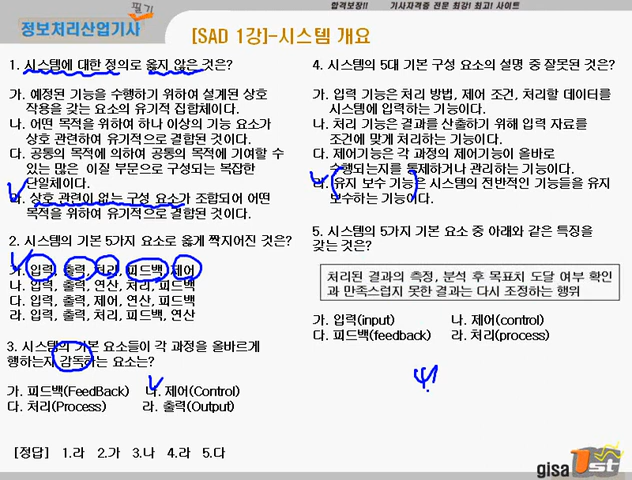 합격보장!! 기사자격증 전문 최강! 최고! 사이트
필기
정보처리산업기사
[SAD 1강]-시스템 개요
1. 시스템에 대한 정의로 옳지 않은 것은?
가. 예정된 기능을 수행하기 위하여 설계된 상호
작용을 갖는 요소의 유기적 집합체이다.
나. 어떤 목적을 위하여 하나 이상의 기능 요소가
상호 관련하여 유기적으로 결합된 것이다.
다. 공통의 목적에 의하여 공통의 목적에 기여할 수
있는 많은 이질 부문으로 구성되는 복잡한
단일체이다.
라. 상호 관련이 없는 구성 요소가 조합되어 어떤
목적을 위하여 유기적으로 결합된 것이다.
2. 시스템의 기본 5가지 요소로 옳게 짝지어진 것은?
가. 입력, 출력, 처리, 피드백, 제어
나. 입력, 출력, 연산, 처리, 피드백
다. 입력, 출력, 제어, 연산, 피드백
라. 입력, 출력, 처리, 피드백, 연산
3. 시스템의 기본 요소들이 각 과정을 올바르게
행하는지 감독하는 요소는?
가. 피드백(FeedBack) 나. 제어(Control)
다. 처리(Process) 라. 출력(Output)
[정답] 1.라 2.가 3.나 4.라 5.다
4. 시스템의 5대 기본 구성 요소의 설명 중 잘못된 것은?
가. 입력 기능은 처리 방법, 제어 조건, 처리할 데이터를
시스템에 입력하는 기능이다.
나. 처리 기능은 결과를 산출하기 위해 입력 자료를
조건에 맞게 처리하는 기능이다.
다. 제어기능은 각 과정의 제어기능이 올바로
수행되는지를 통제하거나 관리하는 기능이다.
라. 유지 보수 기능은 시스템의 전반적인 기능들을 유지
보수하는 기능이다.
5. 시스템의 5가지 기본 요소 중 아래와 같은 특징을
갖는 것은?
처리된 결과의 측정, 분석 후 목표치 도달 여부 확인
과 만족스럽지 못한 결과는 다시 조정하는 행위
가. 입력(input) 나. 제어(control)
다. 피드백(feedback) 라. 처리(process)
gisa 1st